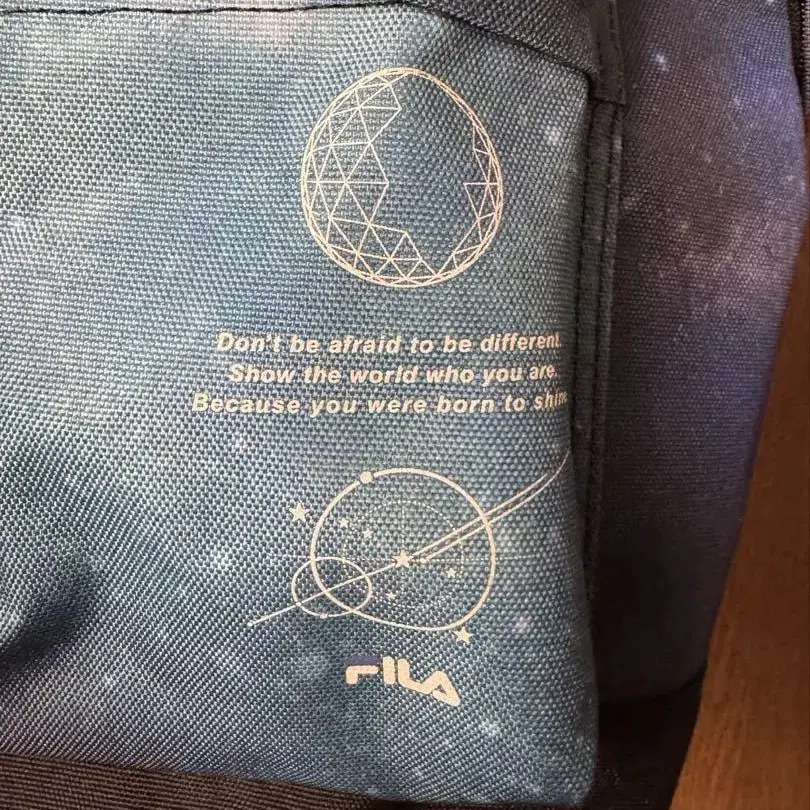 Don't be afraid to be different.
Show the world who you are.
Because you were born to shine
FILA